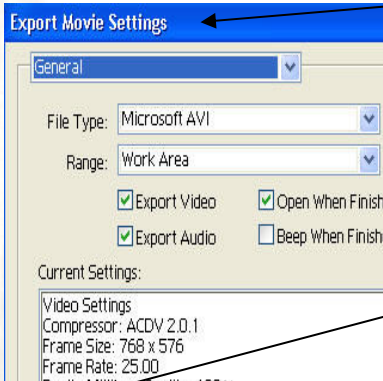 Export Movie Settings
General
File Type: Microsoft AVI
Range: Work Area
Export Video Open When Finish
Export Audio Beep When Finish
Current Settings:
Video Settings
Compressor: ACDV 2.0.1
Frame Size: 768 x 576
Frame Rate: 25.00